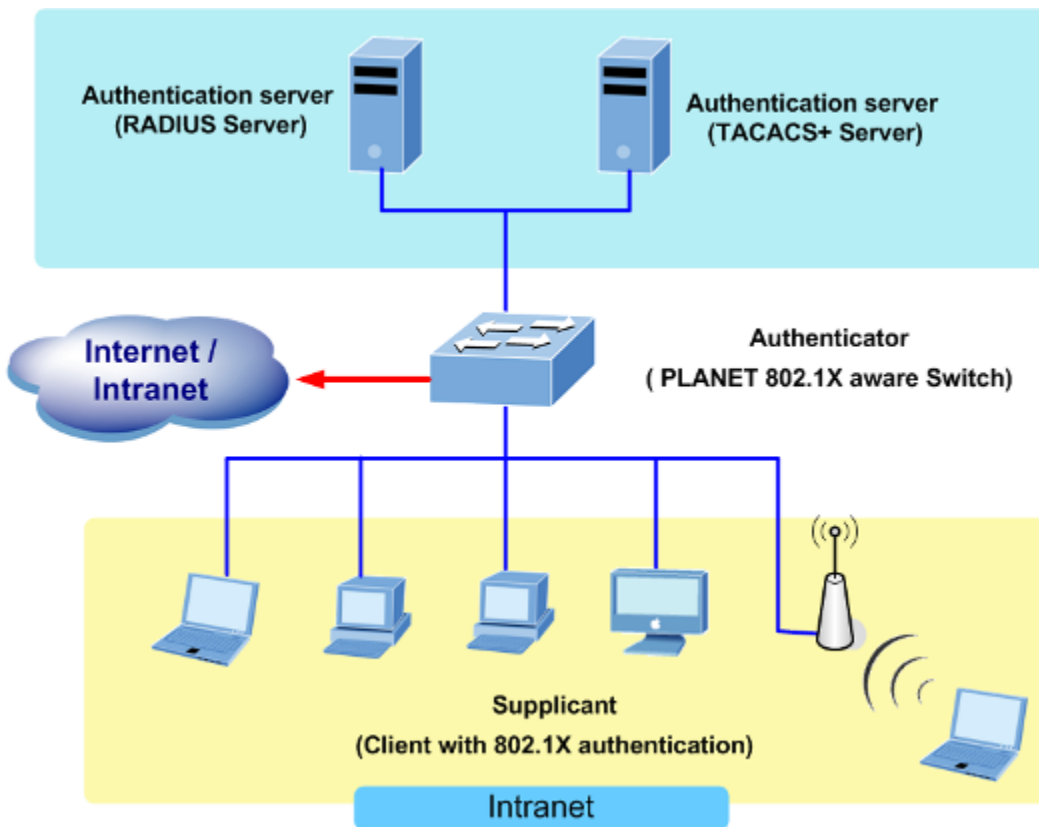 Authentication server
(RADIUS Server)
Authentication server
(TACACS+ Server)
Internet /
Intranet
Authenticator
( PLANET 802.1X aware Switch)
Supplicant
(Client with 802.1X authentication)
Intranet